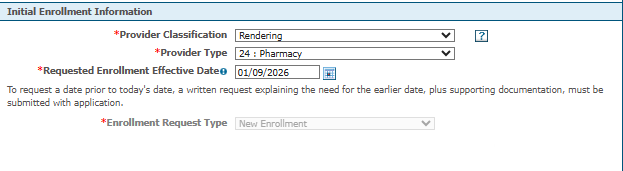 Initial Enrollment Information
*Provider Classification Rendering ?
*Provider Type 24 : Pharmacy
*Requested Enrollment Effective Date 01/09/2026
To request a date prior to today's date, a written request explaining the need for the earlier date, plus supporting documentation, must be
submitted with application.
*Enrollment Request Type New Enrollment